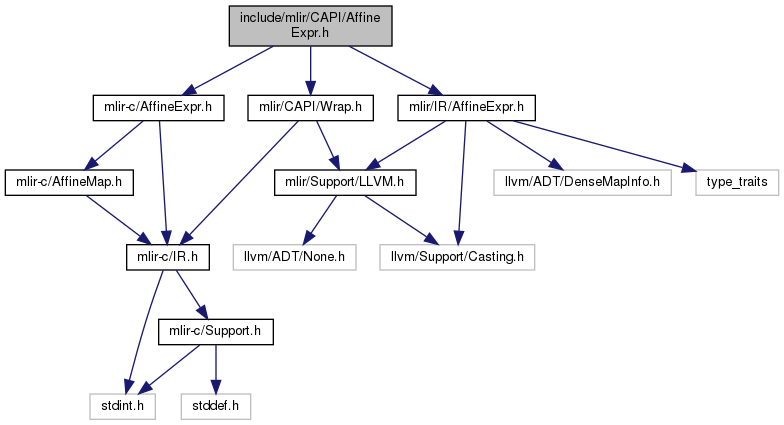 include/mlir/CAPI/Affine
Expr.h
mlir-c/AffineExpr.h
mlir/CAPI/Wrap.h
mlir/IR/AffineExpr.h
mlir-c/AffineMap.h
mlir/Support/LLVM.h
llvm/ADT/DenseMapInfo.h
type_traits
mlir-c/IR.h
llvm/ADT/None.h
llvm/Support/Casting.h
mlir-c/Support.h
stdint.h
stddef.h